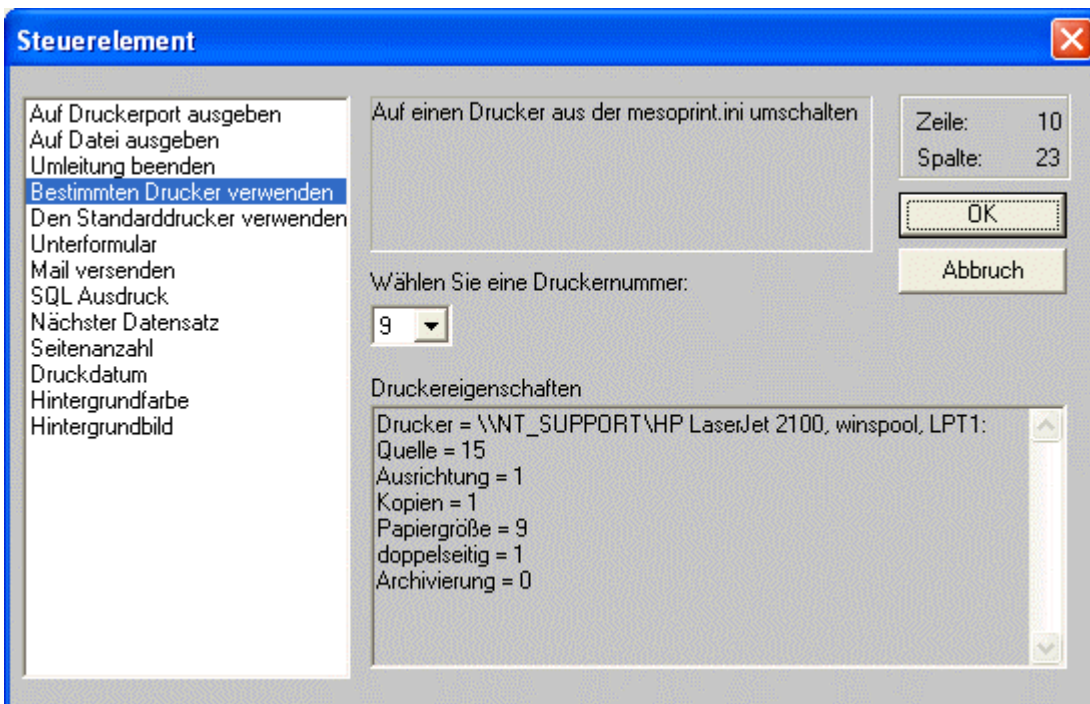 Steuerelement
Auf Druckerport ausgeben
Auf Datei ausgeben
Umleitung beenden
Bestimmten Drucker verwenden
Den Standarddrucker verwenden
Unterformular
Mail versenden
SQL Ausdruck
Nächster Datensatz
Seitenanzahl
Druckdatum
Hintergrundfarbe
Hintergrundbild
Auf einen Drucker aus der mesoprint.ini umschalten
Wählen Sie eine Druckernummer:
9
Druckereigenschaften
Drucker = \\NT_SUPPORT\HP LaserJet 2100, winspool, LPT1:
Quelle = 15
Ausrichtung = 1
Kopien = 1
Papiergröße = 9
doppelseitig = 1
Archivierung = 0
Zeile: 10
Spalte: 23
OK
Abbruch